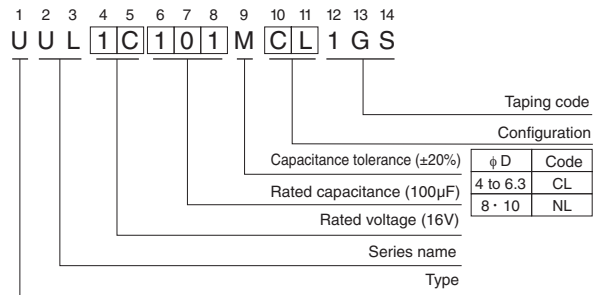 1 2 3 4 5 6 7 8 9 10 11 12 13 14
U U L 1 C 1 0 1 M C L 1 G S
Taping code
Configuration
Capacitance tolerance (±20%)
φD Code
4 to 6.3 CL
Rated capacitance (100µF)
8・10 NL
Rated voltage (16V)
Series name
Type